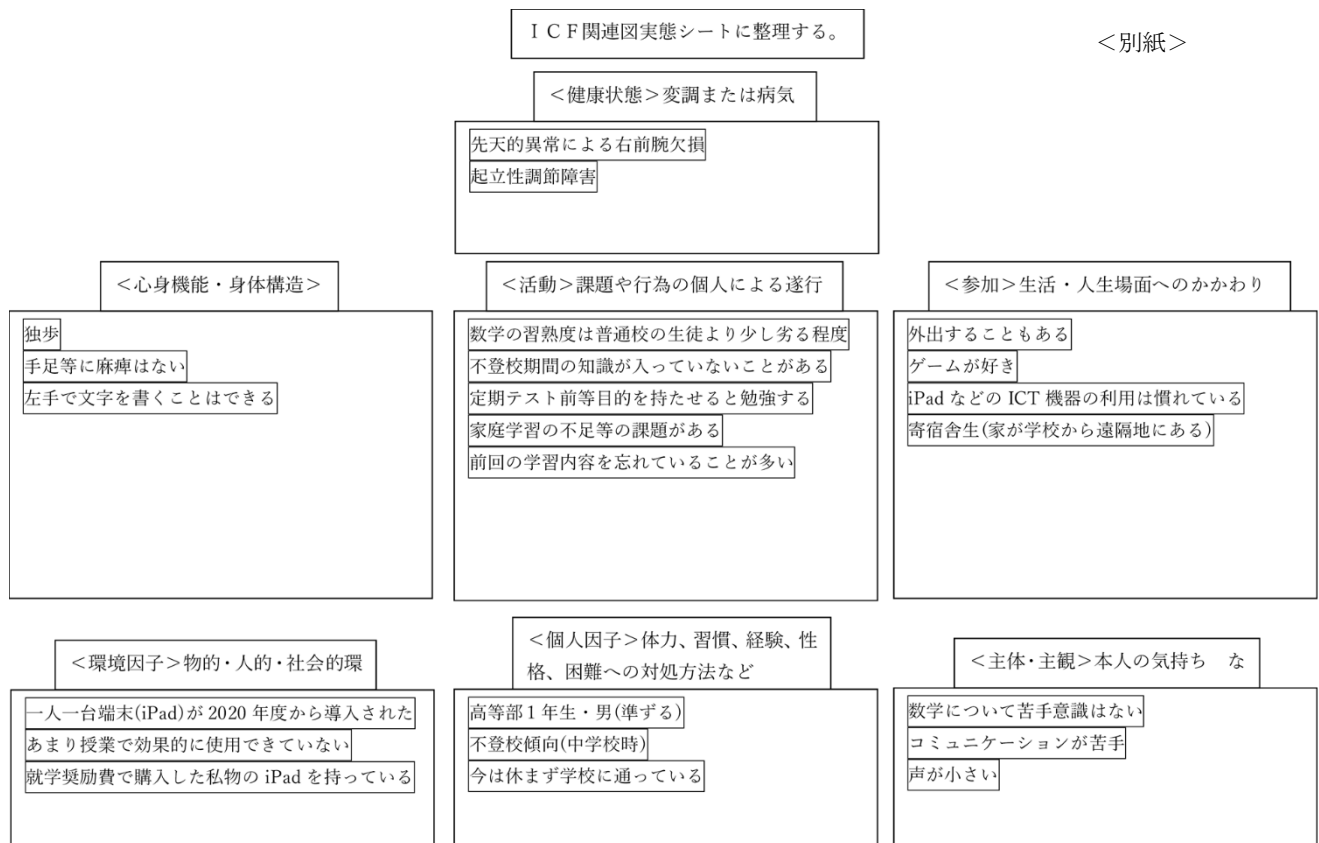 ＩＣＦ関連図実態シートに整理する。
＜別紙＞
＜健康状態＞変調または病気
先天的異常による右前腕欠損
起立性調節障害
＜心身機能・身体構造＞
独歩
手足等に麻痺はない
左手で文字を書くことはできる
＜活動＞課題や行為の個人による遂行
数学の習熟度は普通校の生徒より少し劣る程度
不登校期間の知識が入っていないことがある
定期テスト前等目的を持たせると勉強する
家庭学習の不足等の課題がある
前回の学習内容を忘れていることが多い
＜参加＞生活・人生場面へのかかわり
外出することもある
ゲームが好き
iPad などの ICT 機器の利用は慣れている
寄宿舎生(家が学校から遠隔地にある)
＜環境因子＞物的・人的・社会的環
一人一台端末(iPad)が 2020 年度から導入された
あまり授業で効果的に使用できていない
就学奨励費で購入した私物の iPad を持っている
＜個人因子＞体力、習慣、経験、性
格、困難への対処方法など
高等部１年生・男(準ずる)
不登校傾向(中学校時)
今は休まず学校に通っている
＜主体・主観＞本人の気持ち　な
数学について苦手意識はない
コミュニケーションが苦手
声が小さい